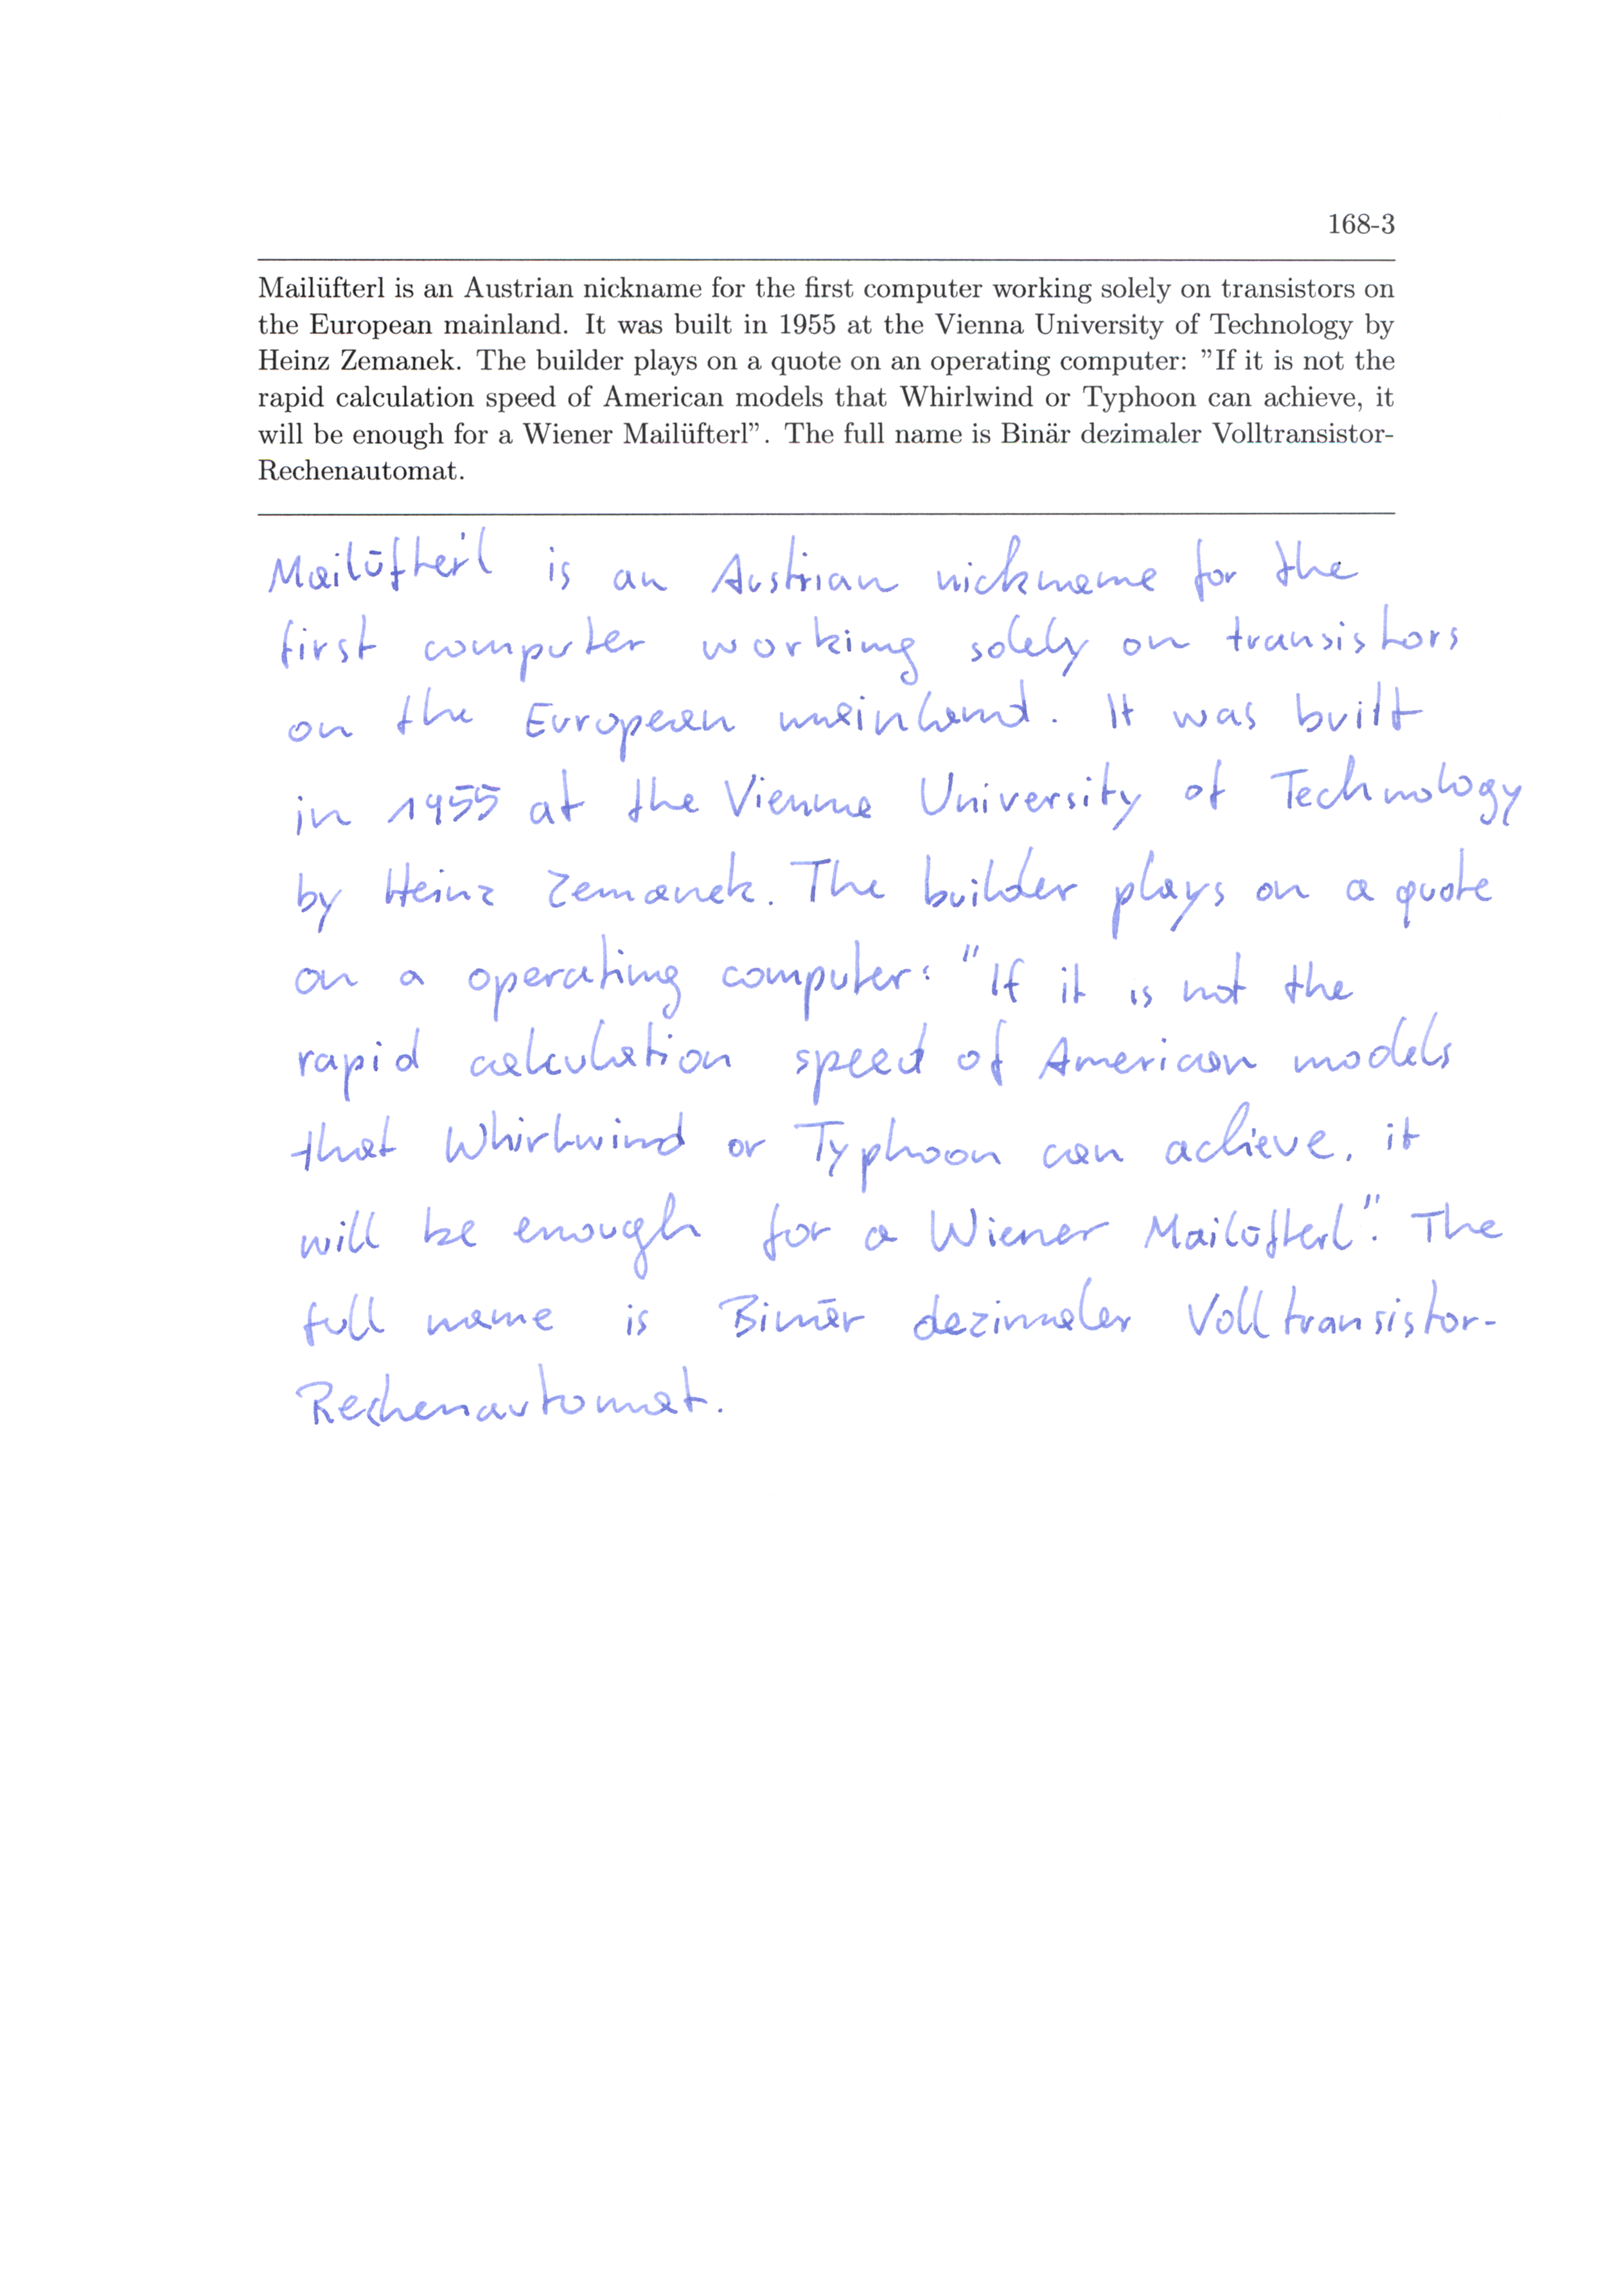 168-3
Mailüfterl is an Austrian nickname for the first computer working solely on transistors on
the European mainland. It was built in 1955 at the Vienna University of Technology by
Heinz Zemanek. The builder plays on a quote on an operating computer: ”If it is not the
rapid calculation speed of American models that Whirlwind or Typhoon can achieve, it
will be enough for a Wiener Mailüfterl”. The full name is Binär dezimaler Volltransistor-
Rechenautomat.
Mailüfterl is an Austrian nickname for the
first computer working solely on transistors
on the European mainland. It was built
in 1955 at the Vienna University of Technology
by Heinz Zemanek. The builder plays on a quote
on a operating computer: "If it is not the
rapid calculation speed of American models
that Whirlwind or Typhoon can achieve, it
will be enough for a Wiener Mailüfterl". The
full name is Binär dezimaler Volltransistor-
Rechenautomat.